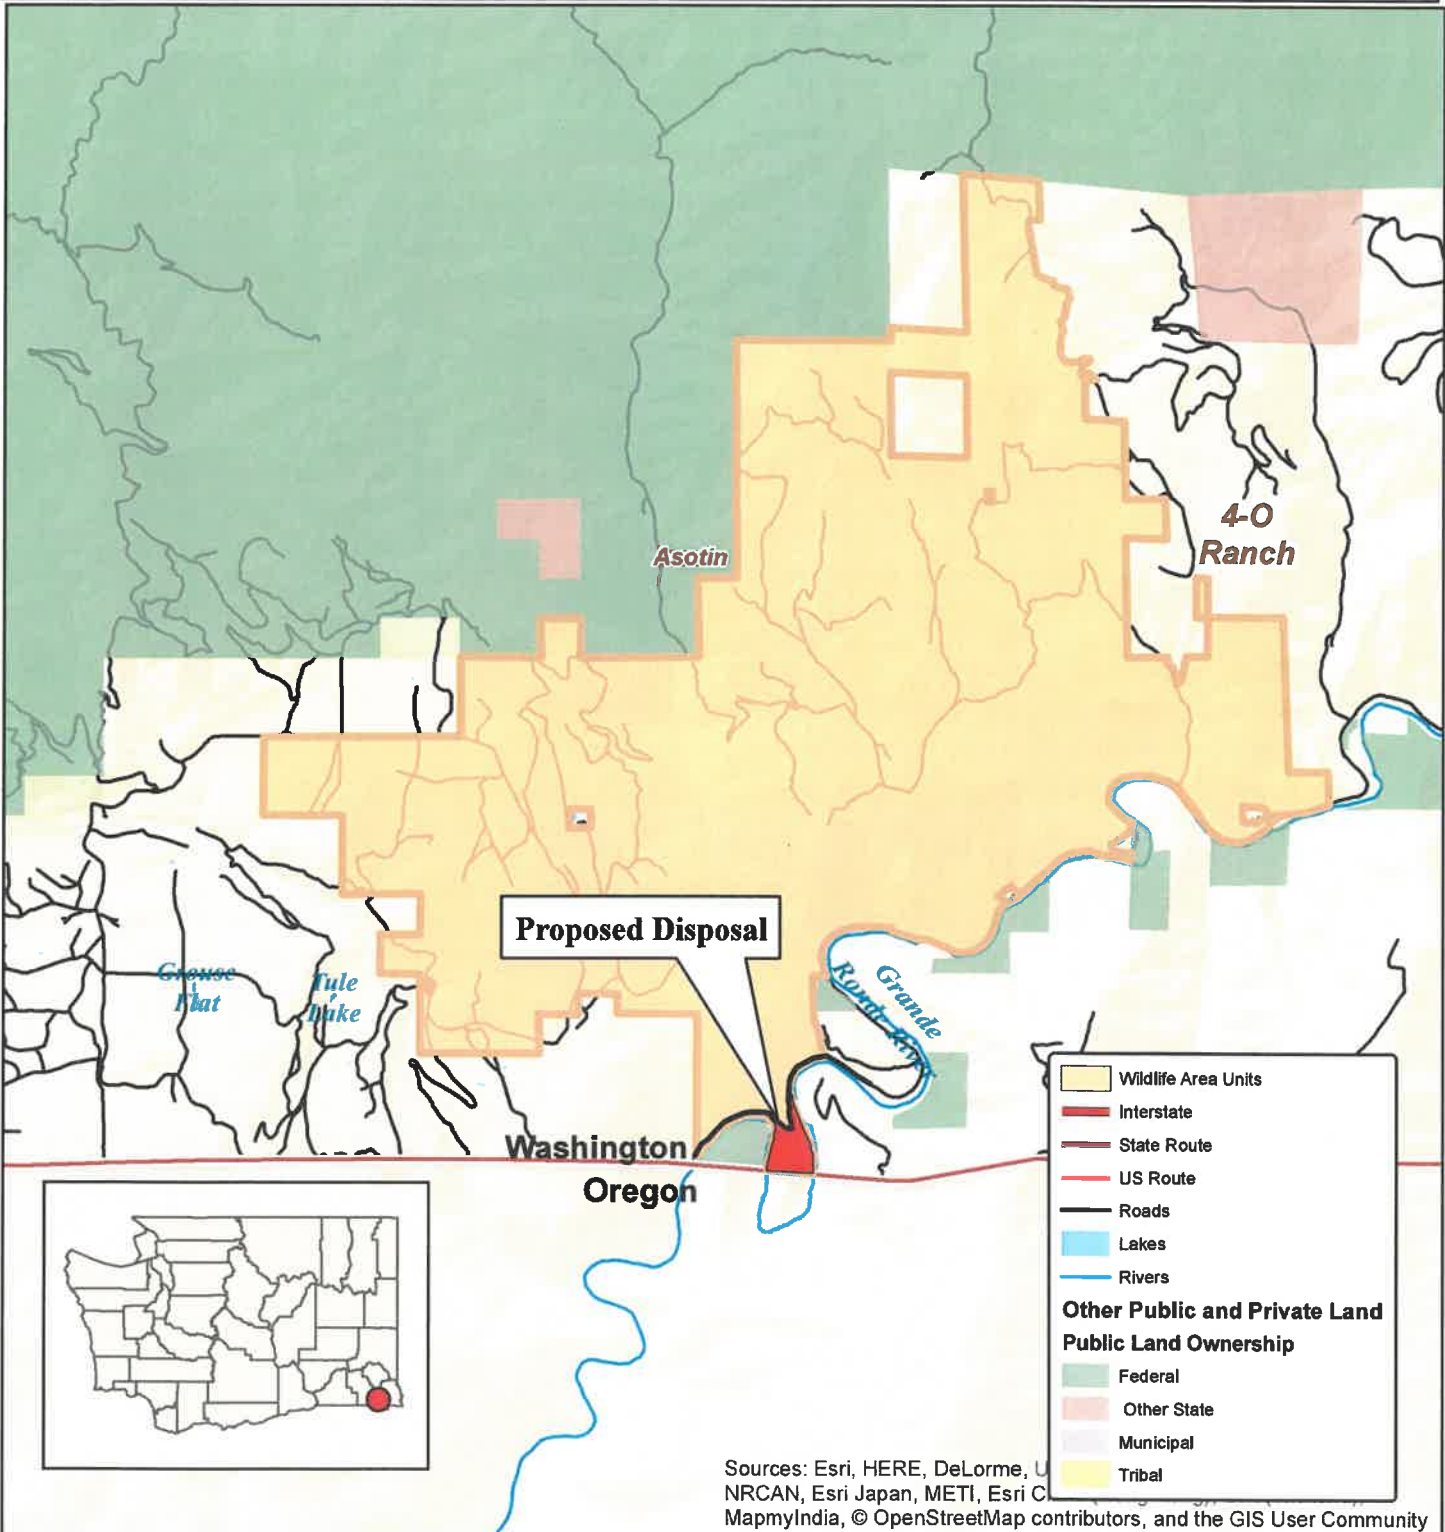 4-O
Ranch
Asotin
Proposed Disposal
Grouse
Flat
Tule
Lake
Grande
Ronde River
Washington
Oregon
Wildlife Area Units
Interstate
State Route
US Route
Roads
Lakes
Rivers
Other Public and Private Land
Public Land Ownership
Federal
Other State
Municipal
Tribal
Sources: Esri, HERE, DeLorme, U
NRCAN, Esri Japan, METI, Esri C
MapmyIndia, © OpenStreetMap contributors, and the GIS User Community